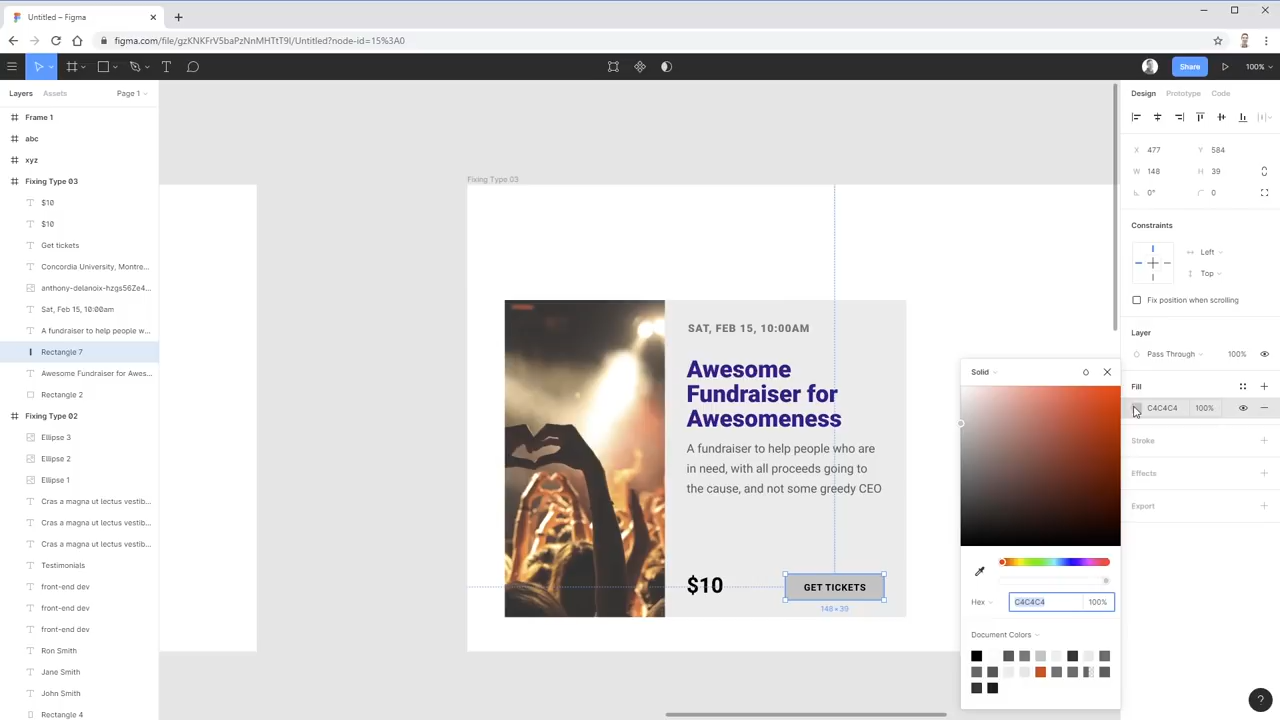 Untitled – Figma
figma.com/file/gzKNKFrV5baPzNnMHTtT9I/Untitled?node-id=15%3A0
Share
100%
Layers
Assets
Page 1
Frame 1
abc
xyz
Fixing Type 03
$10
$10
Get tickets
Concordia University, Montre...
anthony-delanoix-hzgs56Ze4...
Sat, Feb 15, 10:00am
A fundraiser to help people w...
Rectangle 7
Awesome Fundraiser for Awes...
Rectangle 2
Fixing Type 02
Ellipse 3
Ellipse 2
Ellipse 1
Cras a magna ut lectus vestib...
Cras a magna ut lectus vestib...
Cras a magna ut lectus vestib...
Testimonials
front-end dev
front-end dev
front-end dev
Ron Smith
Jane Smith
John Smith
Rectangle 4
Fixing Type 03
SAT, FEB 15, 10:00AM
Awesome
Fundraiser for
Awesomeness
A fundraiser to help people who are
in need, with all proceeds going to
the cause, and not some greedy CEO
$10
GET TICKETS
148 × 39
Solid
Hex
C4C4C4
100%
Document Colors
Design
Prototype
Code
X 477
Y 584
W 148
H 39
0°
0
Constraints
Left
Top
Fix position when scrolling
Layer
Pass Through
100%
Fill
C4C4C4
100%
Stroke
Effects
Export
?